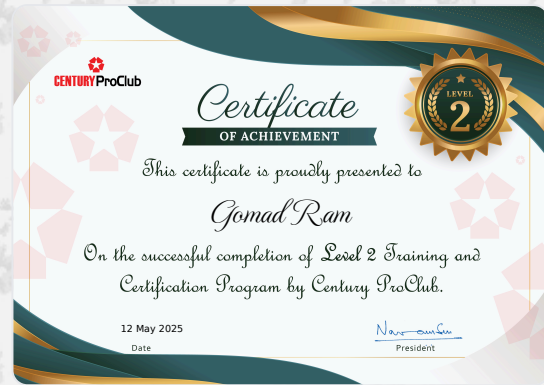 CENTURY ProClub
LEVEL
2
Certificate
OF ACHIEVEMENT
This certificate is proudly presented to
Gomad Ram
On the successful completion of Level 2 Training and
Certification Program by Century ProClub.
12 May 2025
Date
President